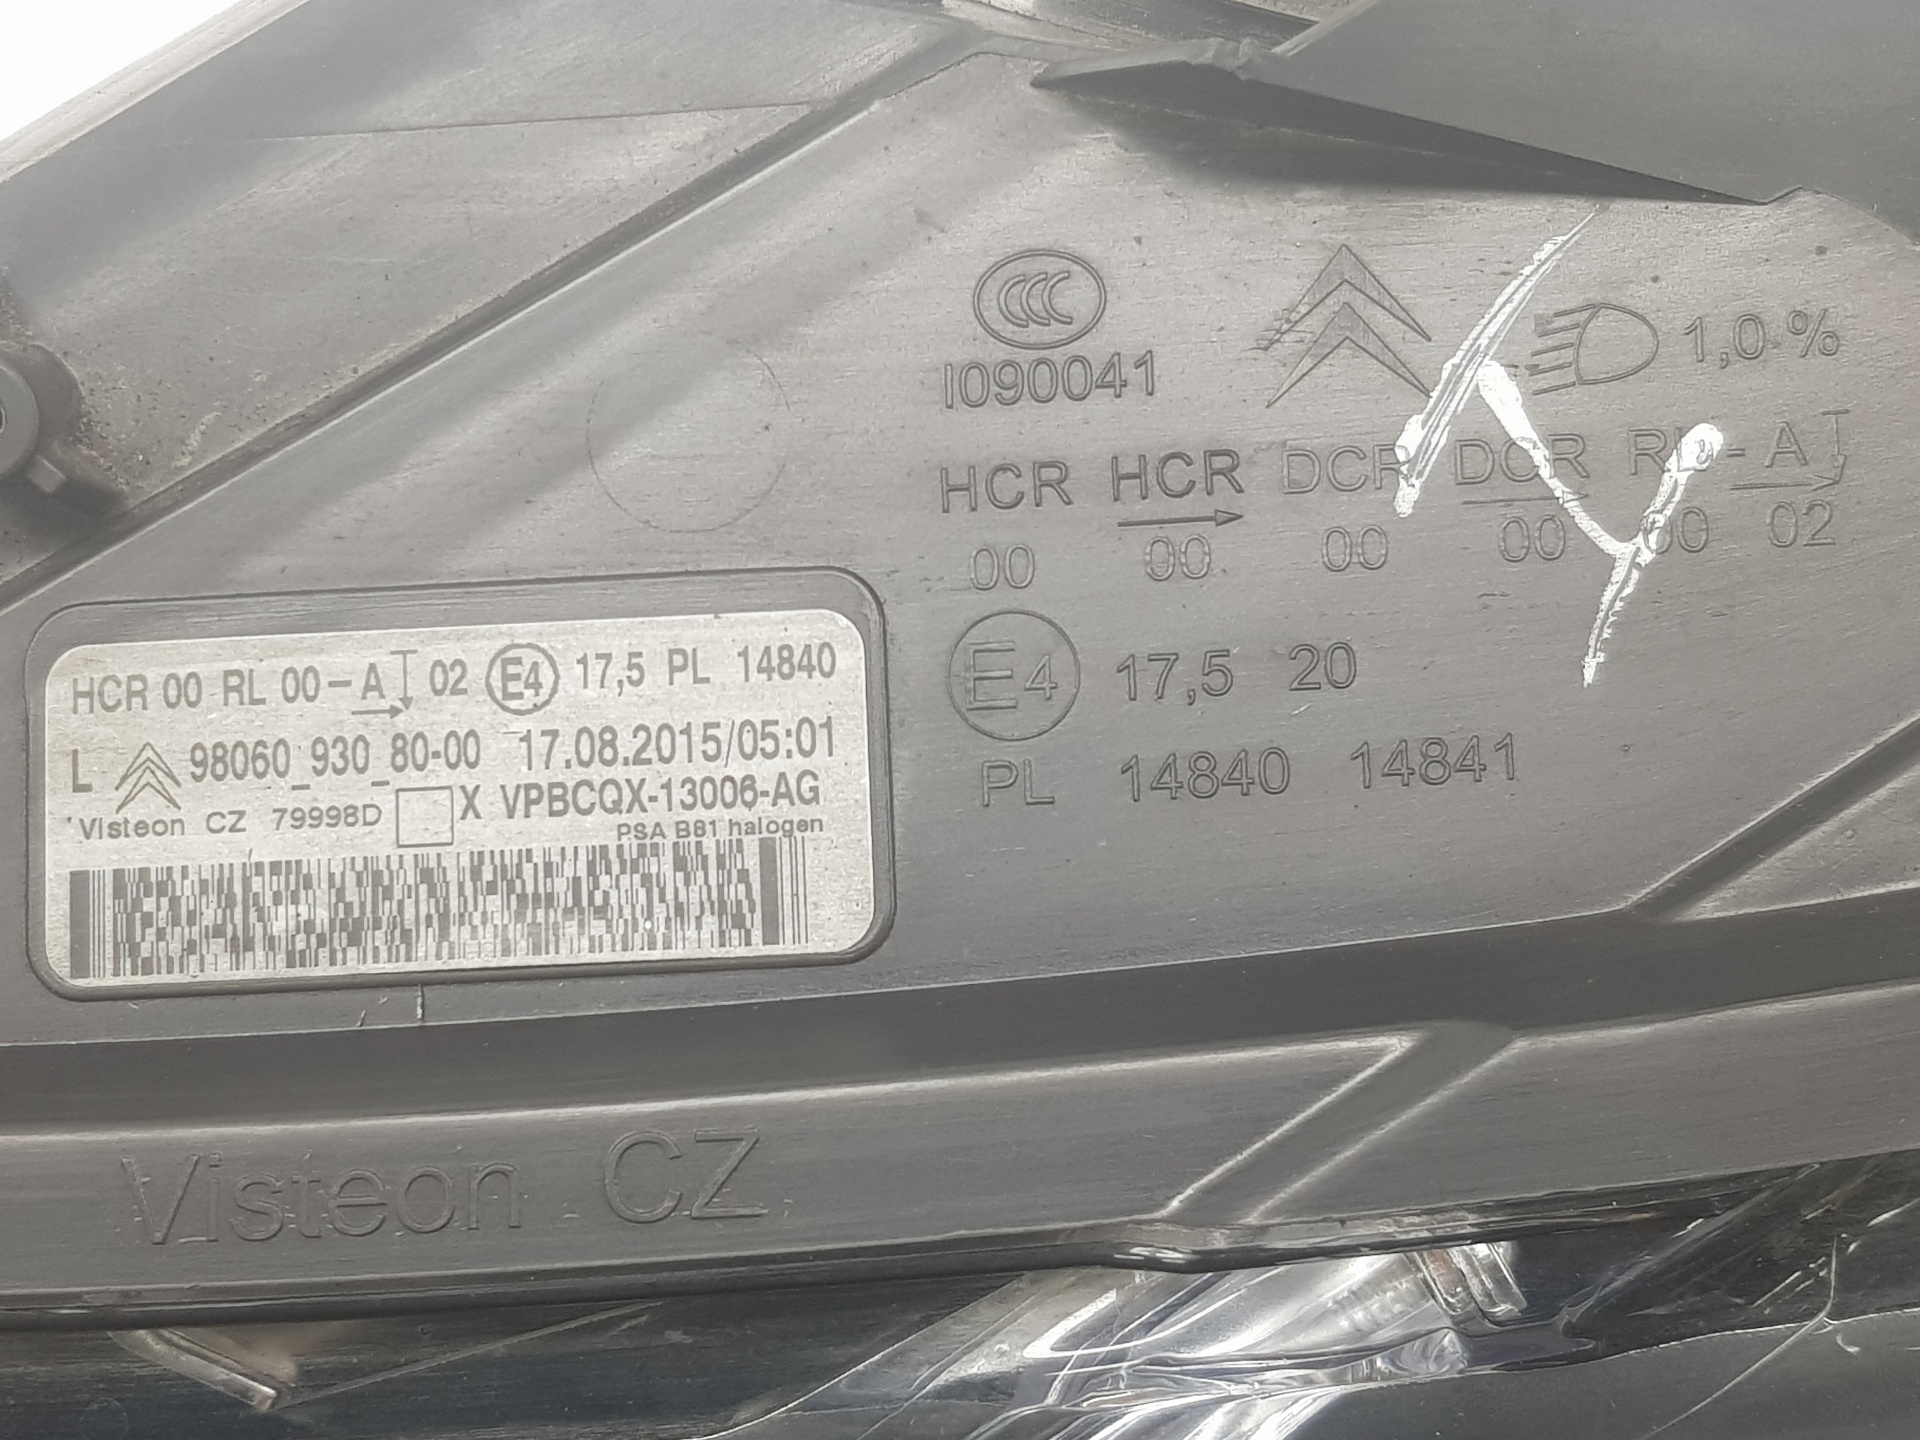 CCC
I090041
1,0 %
HCR HCR DCR DCR RL - A
00 00 00 00 00 02
E4 17,5 20
PL 14840 14841
HCR 00 RL 00-A 02 E4 17,5 PL 14840
L 98060_930_80-00 17.08.2015/05:01
Visteon CZ 79998D X VPBCQX-13006-AG
PSA B81 halogen
Visteon CZ